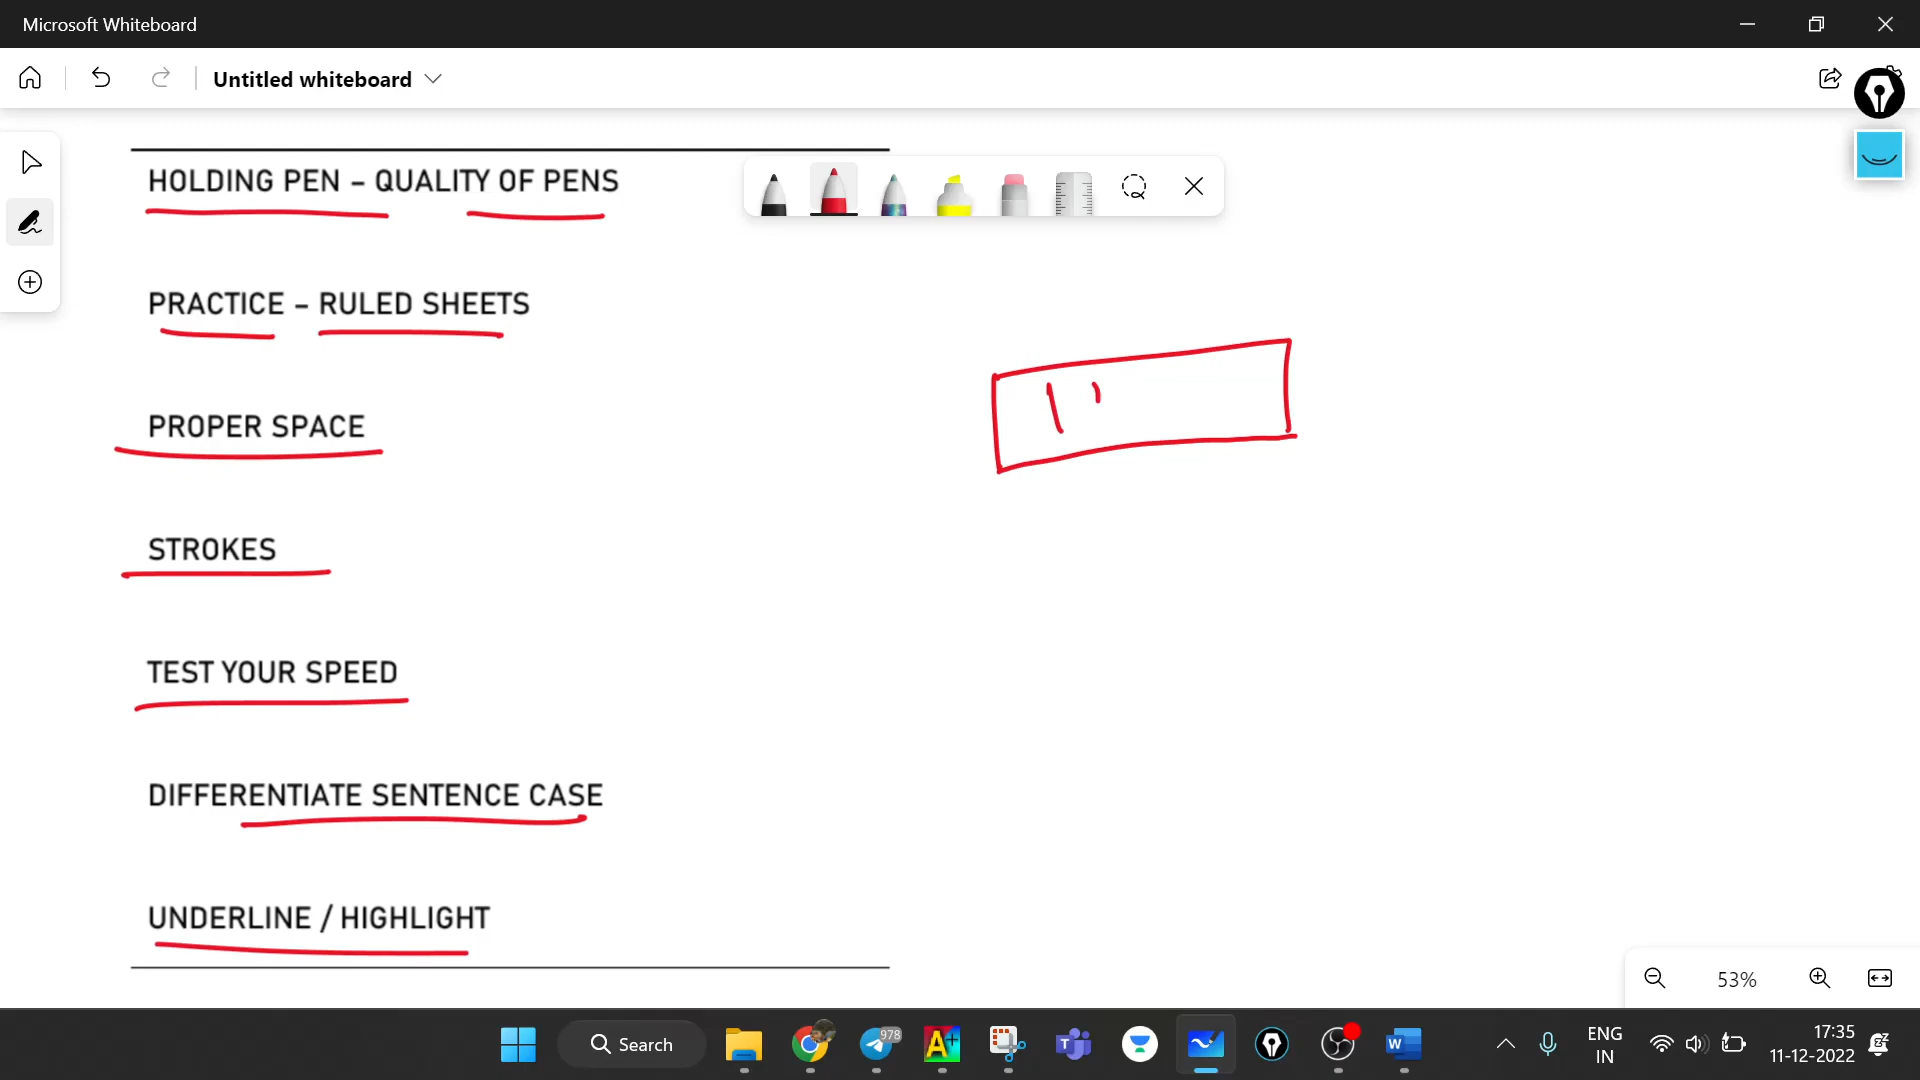 Microsoft Whiteboard
Untitled whiteboard
HOLDING PEN – QUALITY OF PENS
PRACTICE – RULED SHEETS
PROPER SPACE
STROKES
TEST YOUR SPEED
DIFFERENTIATE SENTENCE CASE
UNDERLINE / HIGHLIGHT
53%
Search
978
ENG
IN
17:35
11-12-2022